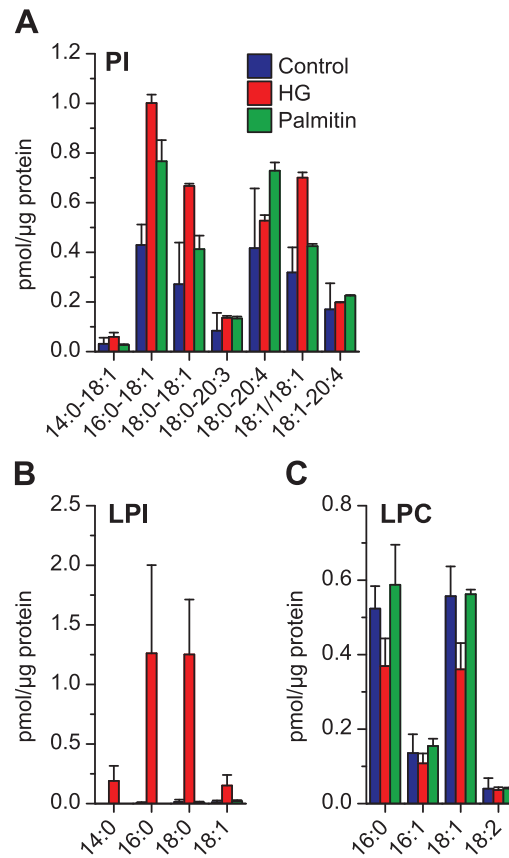 A
PI
Control
HG
Palmitin
pmol/µg protein
1.2
1.0
0.8
0.6
0.4
0.2
0.0
14:0-18:1
16:0-18:1
18:0-18:1
18:0-20:3
18:0-20:4
18:1/18:1
18:1-20:4
B
LPI
pmol/µg protein
2.5
2.0
1.5
1.0
0.5
0.0
14:0
16:0
18:0
18:1
C
LPC
pmol/µg protein
0.8
0.6
0.4
0.2
0.0
16:0
16:1
18:1
18:2